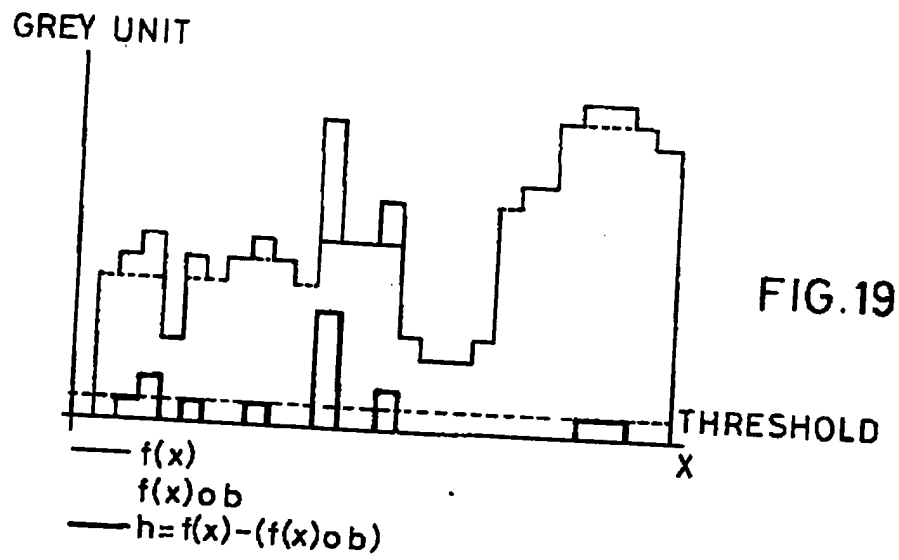 GREY UNIT
FIG.19
THRESHOLD
X
f(x)
f(x)ob
h=f(x)-(f(x)ob)